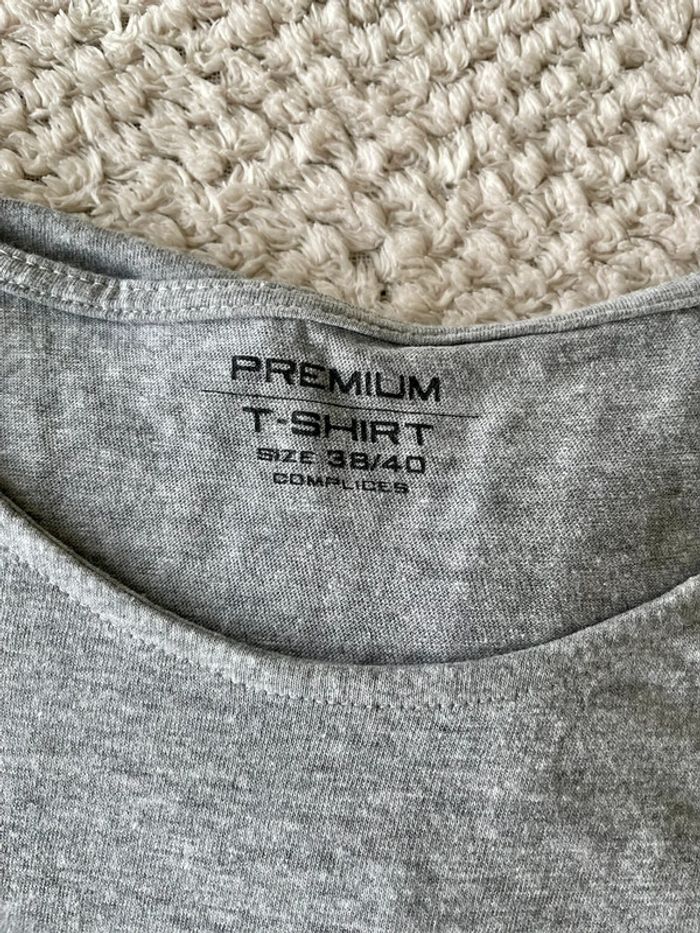 PREMIUM
T-SHIRT
SIZE 38/40
COMPLICES